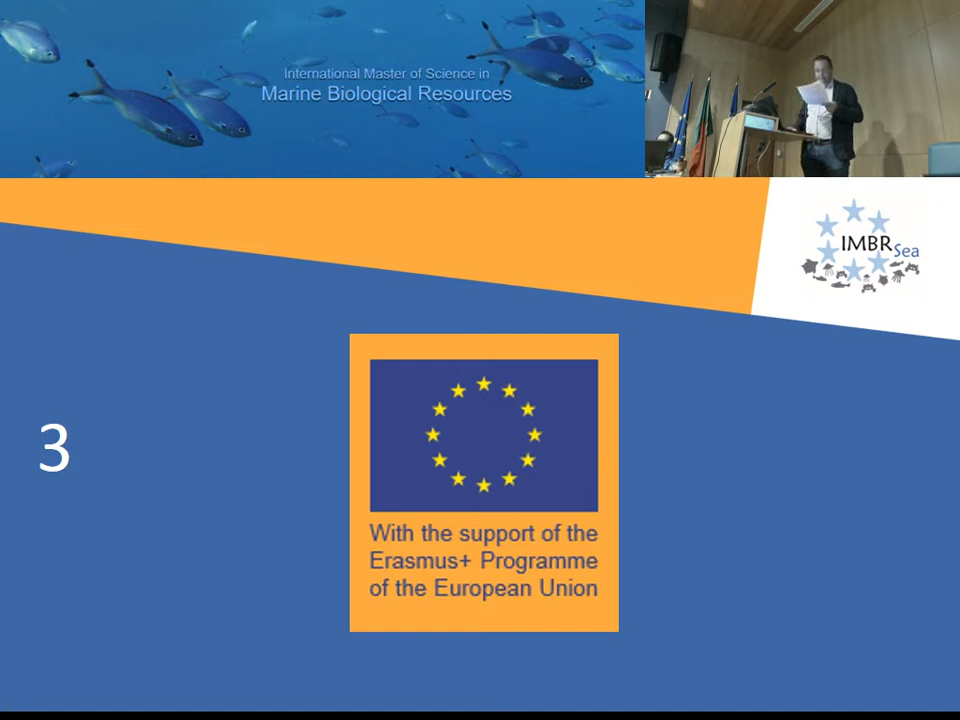 International Master of Science in
Marine Biological Resources
IMBRSea
3
With the support of the
Erasmus+ Programme
of the European Union